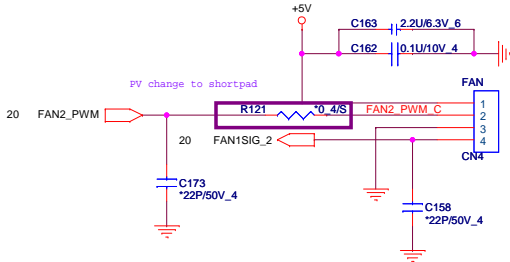 +5V
C163 2.2U/6.3V_6
C162 0.1U/10V_4
PV change to shortpad
FAN
R121 *0_4/S
1
20 FAN2_PWM FAN2_PWM_C 2
3
20 FAN1SIG_2 4
CN4
C173
*22P/50V_4
C158
*22P/50V_4